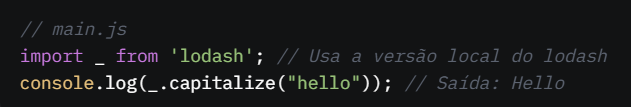 // main.js
import _ from 'lodash'; // Usa a versão local do lodash
console.log(_.capitalize("hello")); // Saída: Hello